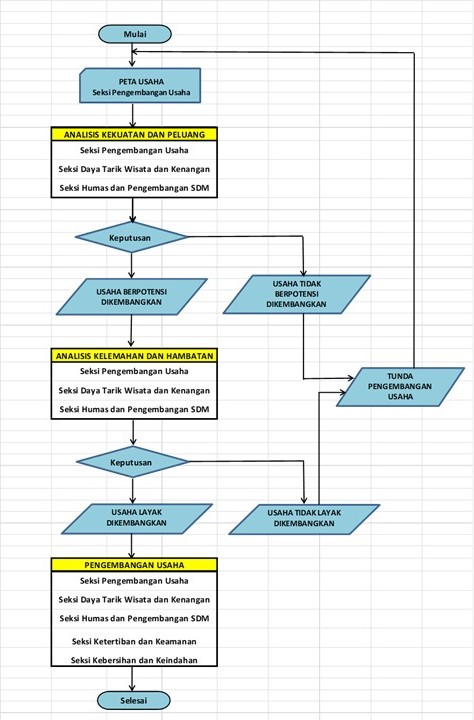 Mulai
PETA USAHA
Seksi Pengembangan Usaha
ANALISIS KEKUATAN DAN PELUANG
Seksi Pengembangan Usaha
Seksi Daya Tarik Wisata dan Kenangan
Seksi Humas dan Pengembangan SDM
Keputusan
USAHA BERPOTENSI
DIKEMBANGKAN
USAHA TIDAK
BERPOTENSI
DIKEMBANGKAN
ANALISIS KELEMAHAN DAN HAMBATAN
Seksi Pengembangan Usaha
Seksi Daya Tarik Wisata dan Kenangan
Seksi Humas dan Pengembangan SDM
TUNDA
PENGEMBANGAN
USAHA
Keputusan
USAHA LAYAK
DIKEMBANGKAN
USAHA TIDAK LAYAK
DIKEMBANGKAN
PENGEMBANGAN USAHA
Seksi Pengembangan Usaha
Seksi Daya Tarik Wisata dan Kenangan
Seksi Humas dan Pengembangan SDM
Seksi Ketertiban dan Keamanan
Seksi Kebersihan dan Keindahan
Selesai